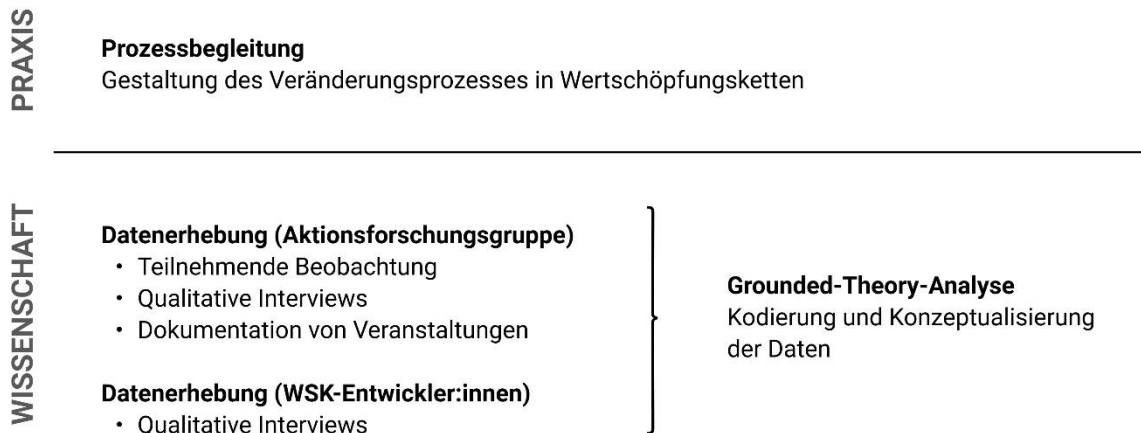 PRAXIS
Prozessbegleitung
Gestaltung des Veränderungsprozesses in Wertschöpfungsketten
WISSENSCHAFT
Datenerhebung (Aktionsforschungsgruppe)
• Teilnehmende Beobachtung
• Qualitative Interviews
• Dokumentation von Veranstaltungen
Datenerhebung (WSK-Entwickler:innen)
• Qualitative Interviews
Grounded-Theory-Analyse
Kodierung und Konzeptualisierung
der Daten